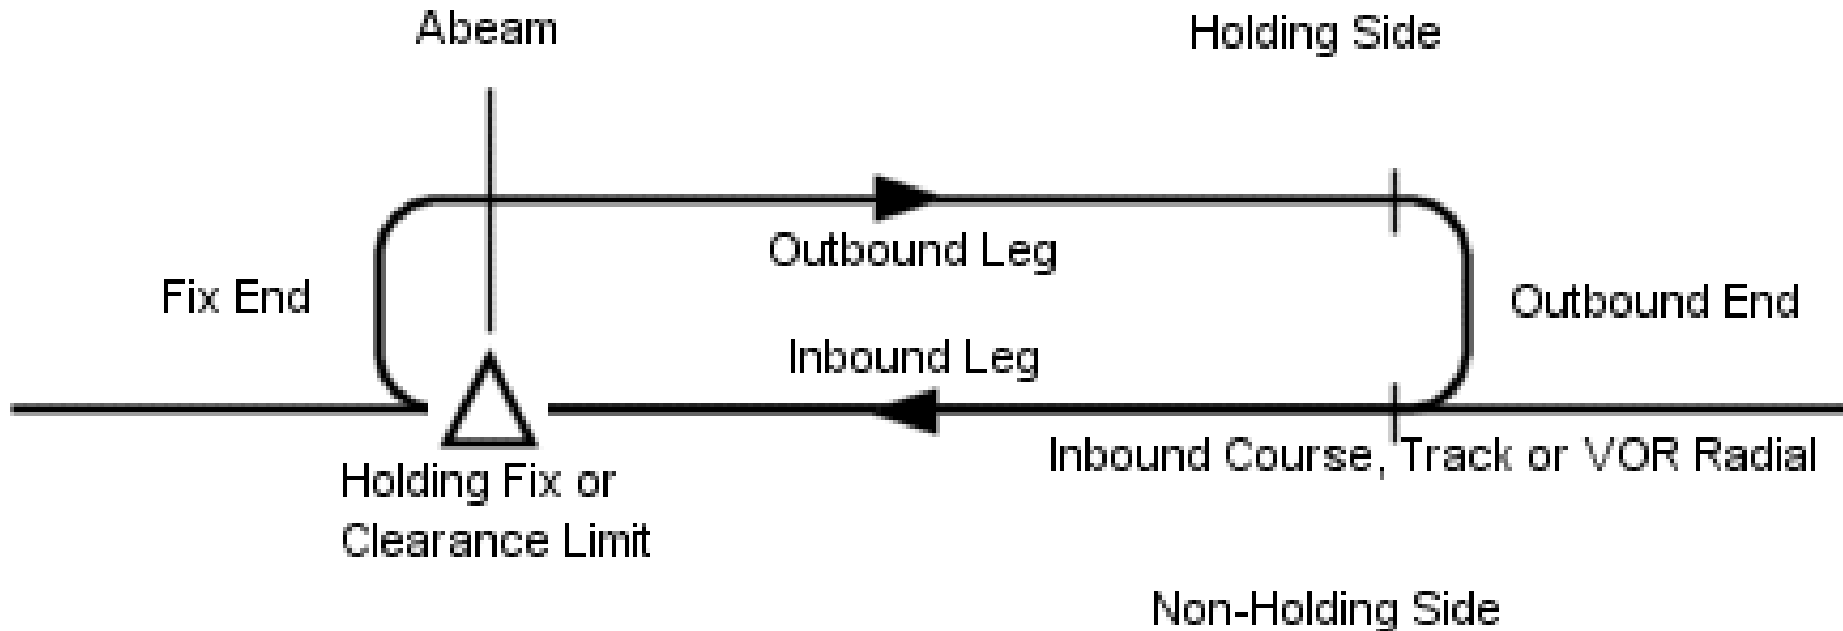 Abeam
Holding Side
Outbound Leg
Fix End
Outbound End
Inbound Leg
Inbound Course, Track or VOR Radial
Holding Fix or
Clearance Limit
Non-Holding Side